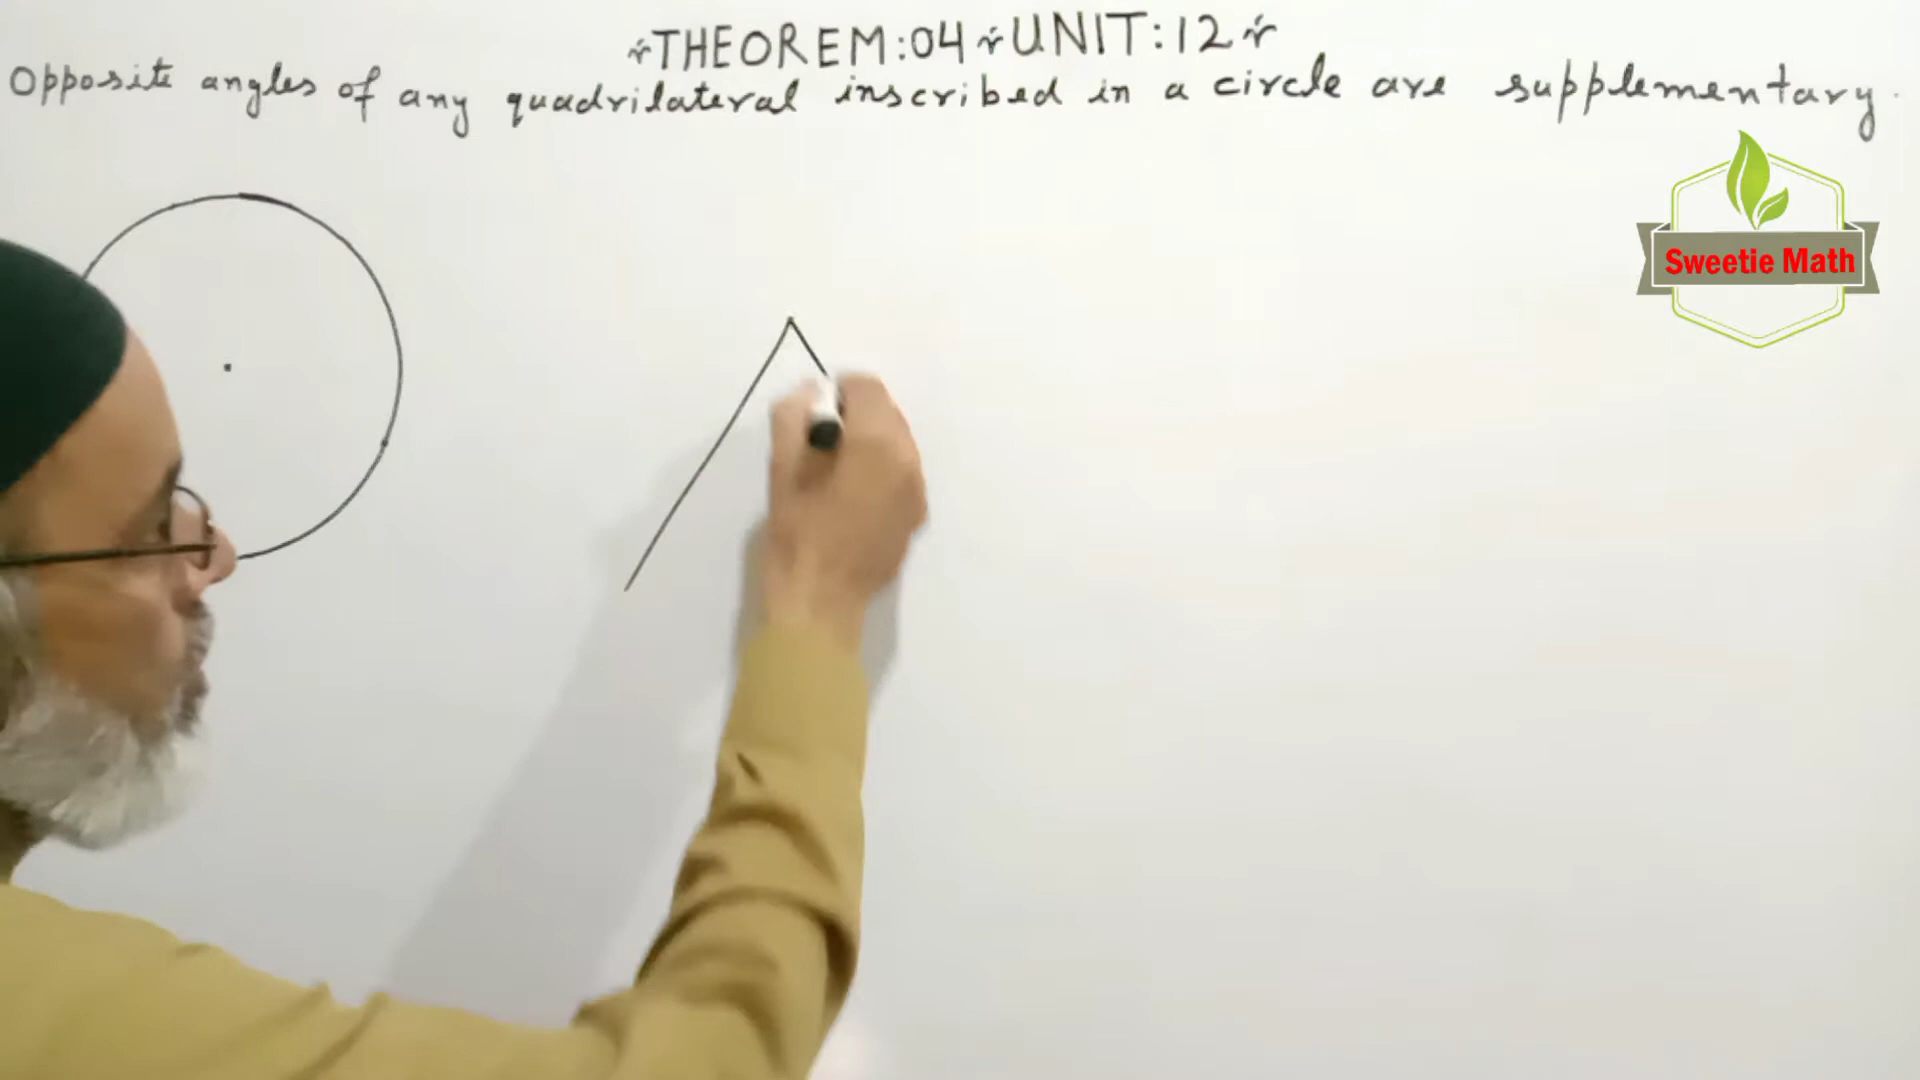 THEOREM:04 UNIT:12
Opposite angles of any quadrilateral inscribed in a circle are supplementary.
Sweetie Math